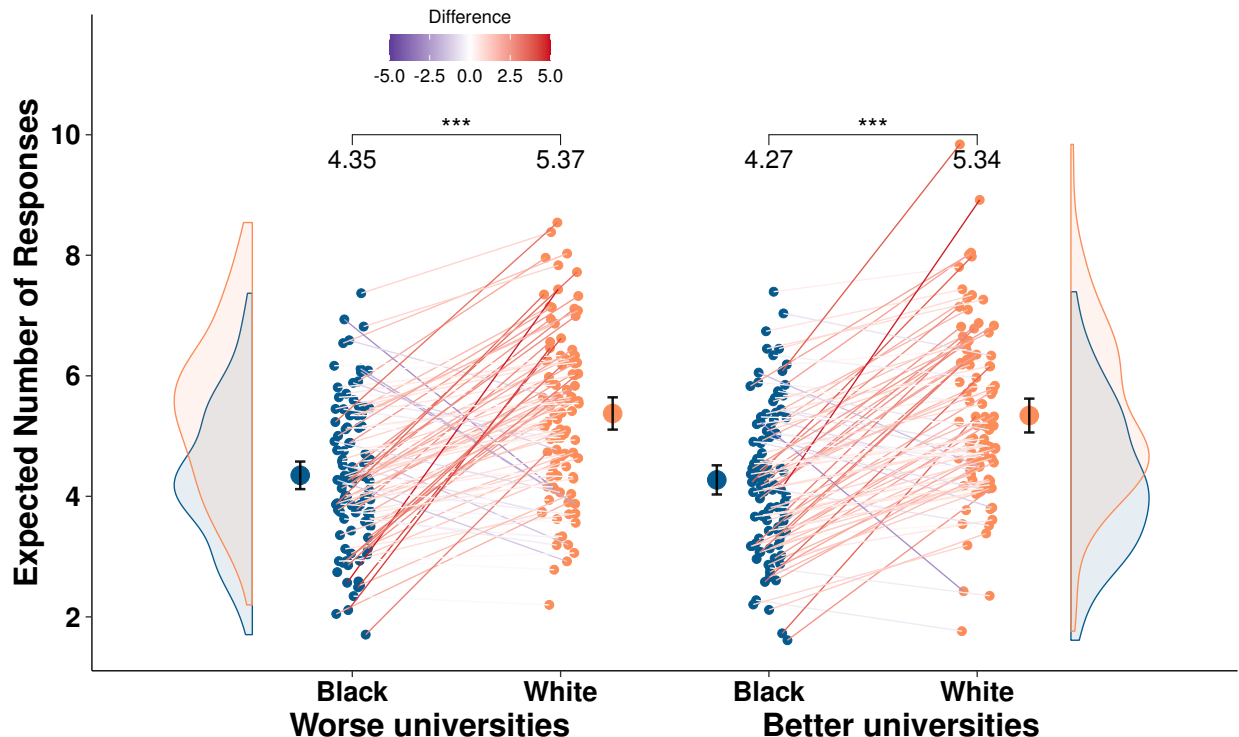 Difference
-5.0 -2.5 0.0 2.5 5.0
Expected Number of Responses
10
8
6
4
2
***
4.35 5.37
***
4.27 5.34
Black White Black White
Worse universities Better universities